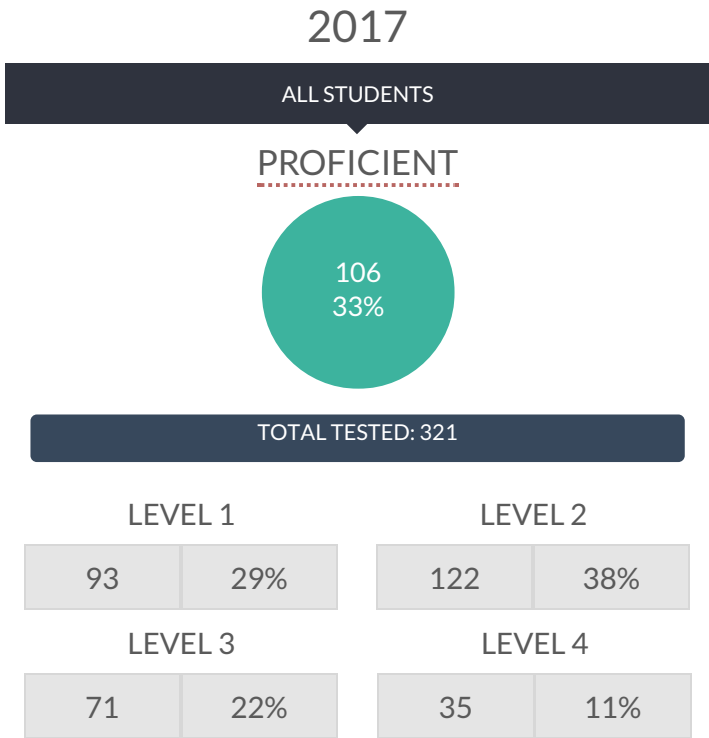 2017
ALL STUDENTS
PROFICIENT
106
33%
TOTAL TESTED: 321
LEVEL 1 LEVEL 2
93 29% 122 38%
LEVEL 3 LEVEL 4
71 22% 35 11%